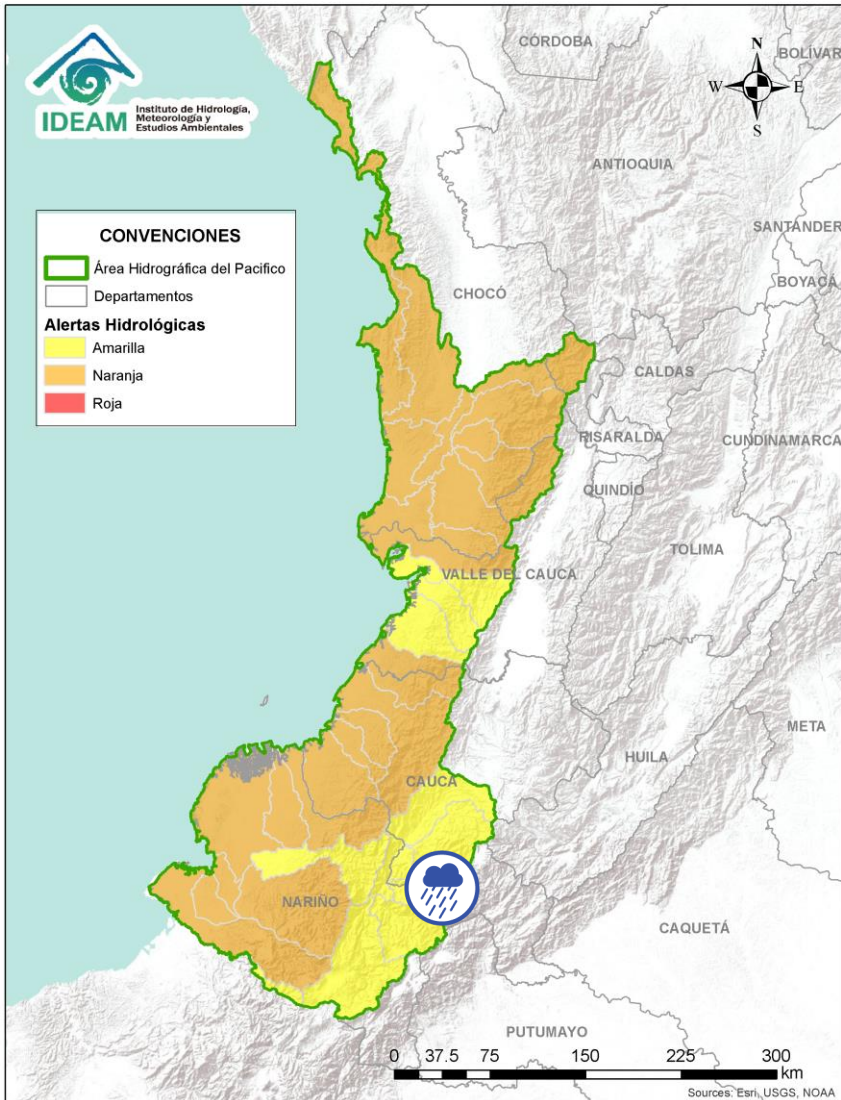 IDEAM
Instituto de Hidrología,
Meteorología y
Estudios Ambientales
CÓRDOBA
BOLÍVAR
N
W
E
S
ANTIOQUIA
SANTANDER
BOYACÁ
CONVENCIONES
Área Hidrográfica del Pacifico
Departamentos
Alertas Hidrológicas
Amarilla
Naranja
Roja
CHOCÓ
CALDAS
RISARALDA
CUNDINAMARCA
QUINDÍO
TOLIMA
VALLE DEL CAUCA
META
HUILA
CAUCA
NARIÑO
CAQUETÁ
PUTUMAYO
0 37.5 75 150 225 300
km
Sources: Esri, USGS, NOAA